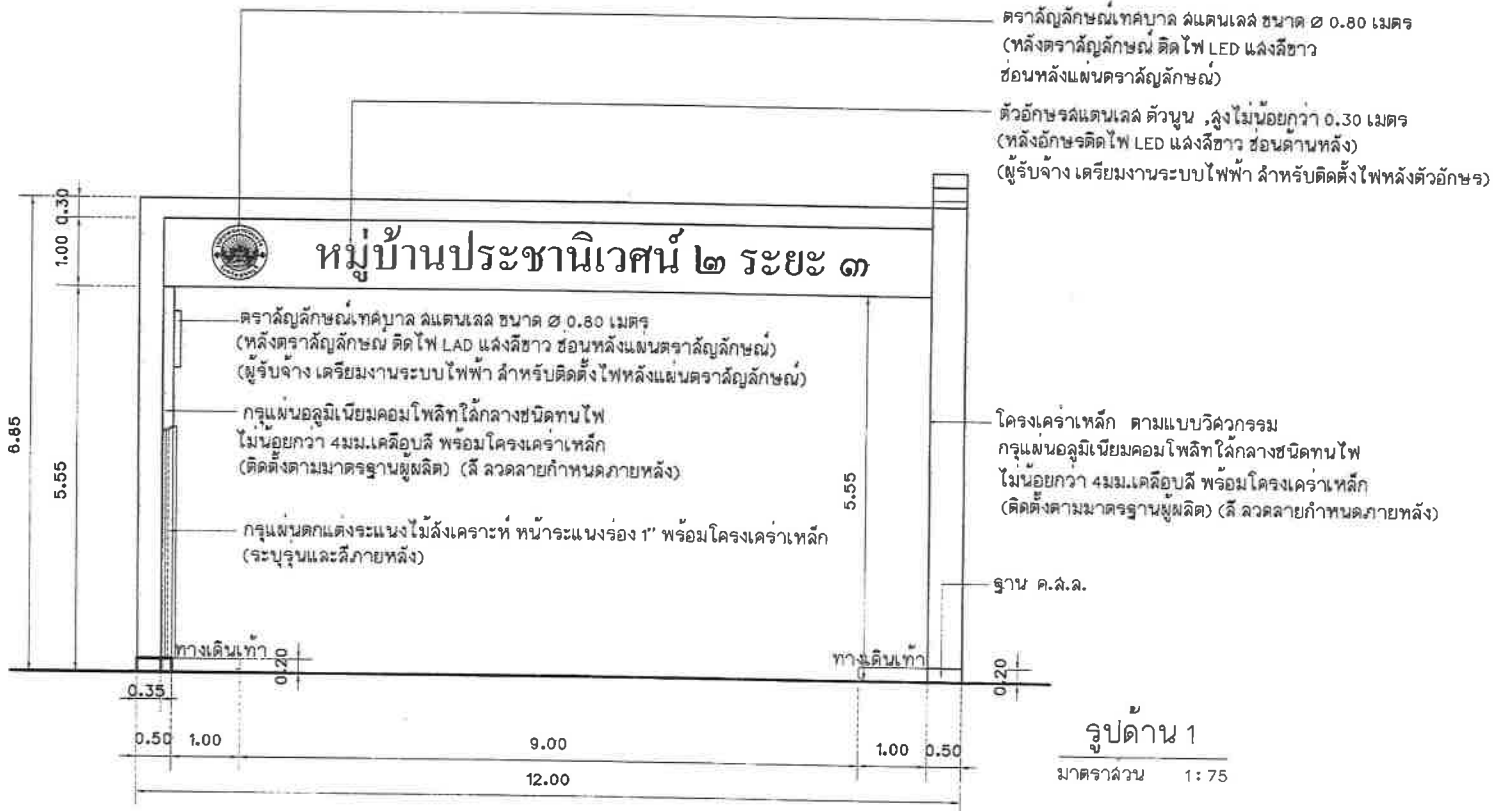 ตราสัญลักษณ์เทศบาล สแตนเลส ขนาด Ø 0.80 เมตร
(หลังตราสัญลักษณ์ ติดไฟ LED แสงสีขาว
ซ่อนหลังแผ่นตราสัญลักษณ์)
ตัวอักษรสแตนเลส ตัวนูน ,สูงไม่น้อยกว่า 0.30 เมตร
(หลังอักษรติดไฟ LED แสงสีขาว ซ่อนด้านหลัง)
(ผู้รับจ้าง เตรียมงานระบบไฟฟ้า สำหรับติดตั้งไฟหลังตัวอักษร)
0.30
1.00
หมู่บ้านประชานิเวศน์ ๒ ระยะ ๓
ตราสัญลักษณ์เทศบาล สแตนเลส ขนาด Ø 0.80 เมตร
(หลังตราสัญลักษณ์ ติดไฟ LAD แสงสีขาว ซ่อนหลังแผ่นตราสัญลักษณ์)
(ผู้รับจ้าง เตรียมงานระบบไฟฟ้า สำหรับติดตั้งไฟหลังแผ่นตราสัญลักษณ์)
6.85
5.55
กรุแผ่นอลูมิเนียมคอมโพสิทไส้กลางชนิดทนไฟ
ไม่น้อยกว่า 4มม.เคลือบสี พร้อมโครงเคร่าเหล็ก
(ติดตั้งตามมาตรฐานผู้ผลิต) (สี ลวดลายกำหนดภายหลัง)
5.55
โครงเคร่าเหล็ก ตามแบบวิศวกรรม
กรุแผ่นอลูมิเนียมคอมโพสิทไส้กลางชนิดทนไฟ
ไม่น้อยกว่า 4มม.เคลือบสี พร้อมโครงเคร่าเหล็ก
(ติดตั้งตามมาตรฐานผู้ผลิต) (สี ลวดลายกำหนดภายหลัง)
กรุแผ่นตกแต่งระแนงไม้สังเคราะห์ หน้าระแนงร่อง 1" พร้อมโครงเคร่าเหล็ก
(ระบุรุ่นและสีภายหลัง)
ฐาน ค.ส.ล.
ทางเดินเท้า
0.20
ทางเดินเท้า
0.20
0.35
0.50 1.00 9.00 1.00 0.50
12.00
รูปด้าน 1
มาตราส่วน 1:75